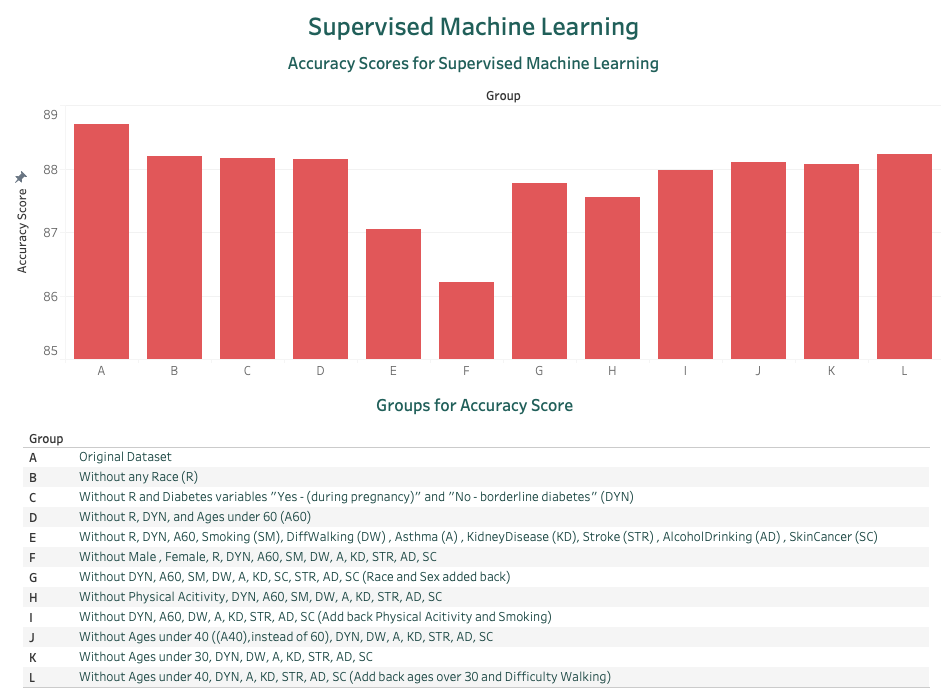 Supervised Machine Learning
Accuracy Scores for Supervised Machine Learning
Group
Accuracy Score
89
88
87
86
85
A B C D E F G H I J K L
Groups for Accuracy Score
Group
A Original Dataset
B Without any Race (R)
C Without R and Diabetes variables "Yes - (during pregnancy)" and "No - borderline diabetes" (DYN)
D Without R, DYN, and Ages under 60 (A60)
E Without R, DYN, A60, Smoking (SM), DiffWalking (DW) , Asthma (A) , KidneyDisease (KD), Stroke (STR) , AlcoholDrinking (AD) , SkinCancer (SC)
F Without Male , Female, R, DYN, A60, SM, DW, A, KD, STR, AD, SC
G Without DYN, A60, SM, DW, A, KD, SC, STR, AD, SC (Race and Sex added back)
H Without Physical Acitivity, DYN, A60, SM, DW, A, KD, STR, AD, SC
I Without DYN, A60, DW, A, KD, STR, AD, SC (Add back Physical Acitivity and Smoking)
J Without Ages under 40 ((A40),instead of 60), DYN, DW, A, KD, STR, AD, SC
K Without Ages under 30, DYN, DW, A, KD, STR, AD, SC
L Without Ages under 40, DYN, A, KD, STR, AD, SC (Add back ages over 30 and Difficulty Walking)